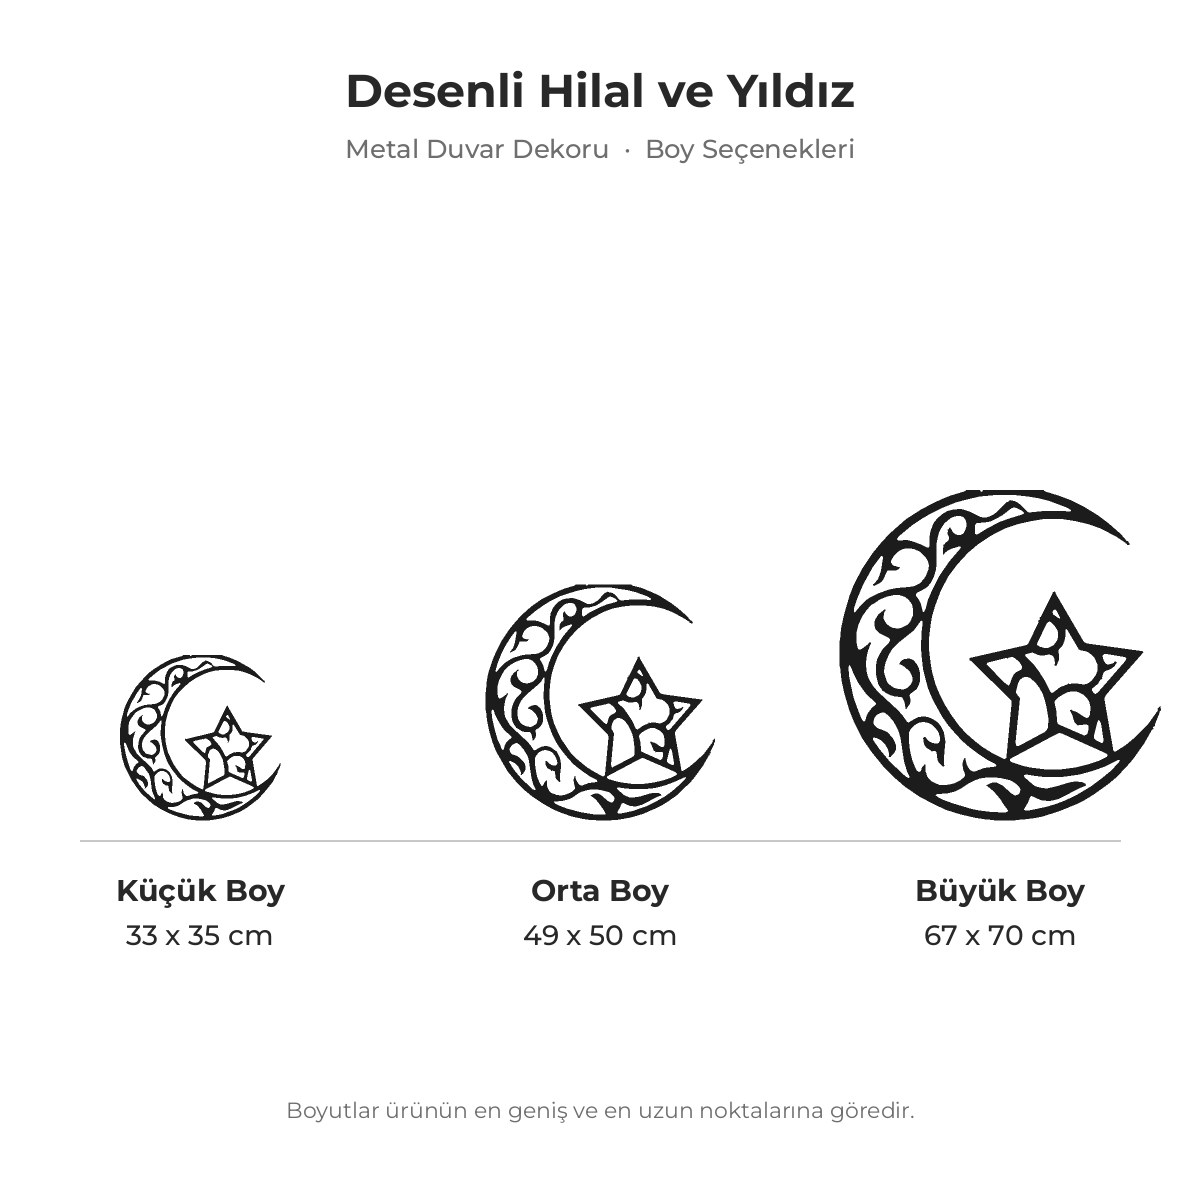 Desenli Hilal ve Yıldız
Metal Duvar Dekoru · Boy Seçenekleri
Küçük Boy
33 x 35 cm
Orta Boy
49 x 50 cm
Büyük Boy
67 x 70 cm
Boyutlar ürünün en geniş ve en uzun noktalarına göredir.